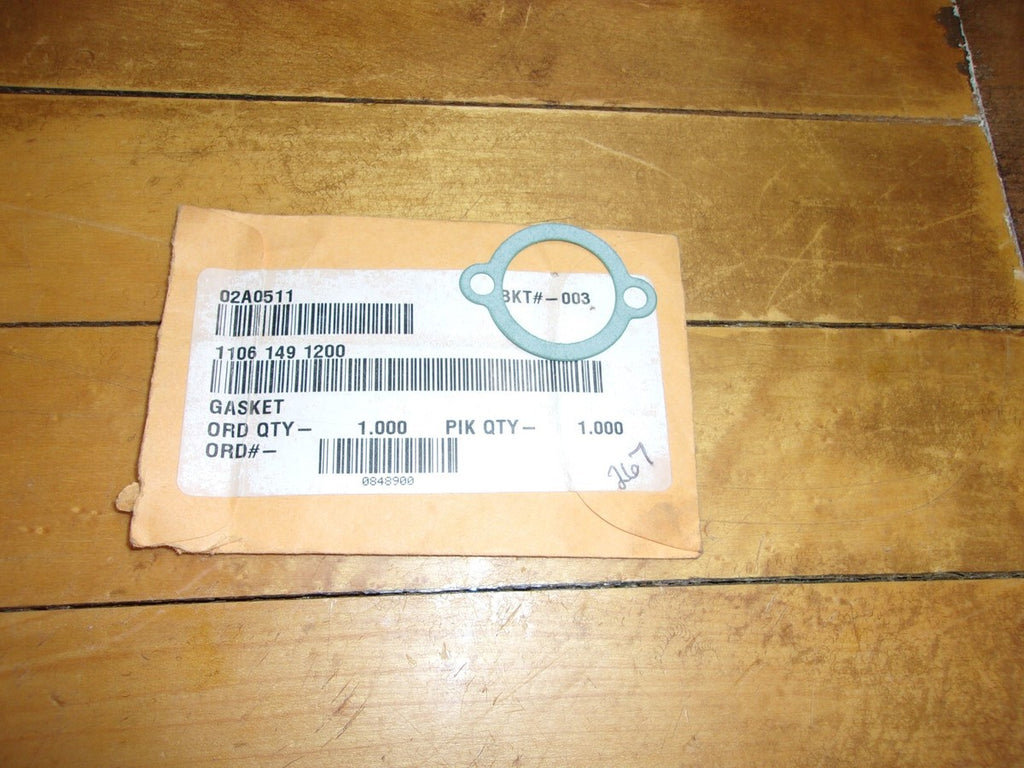 02A0511 BKT#-003
1106 149 1200
GASKET
ORD QTY- 1.000 PIK QTY- 1.000
ORD#-
0848900
267